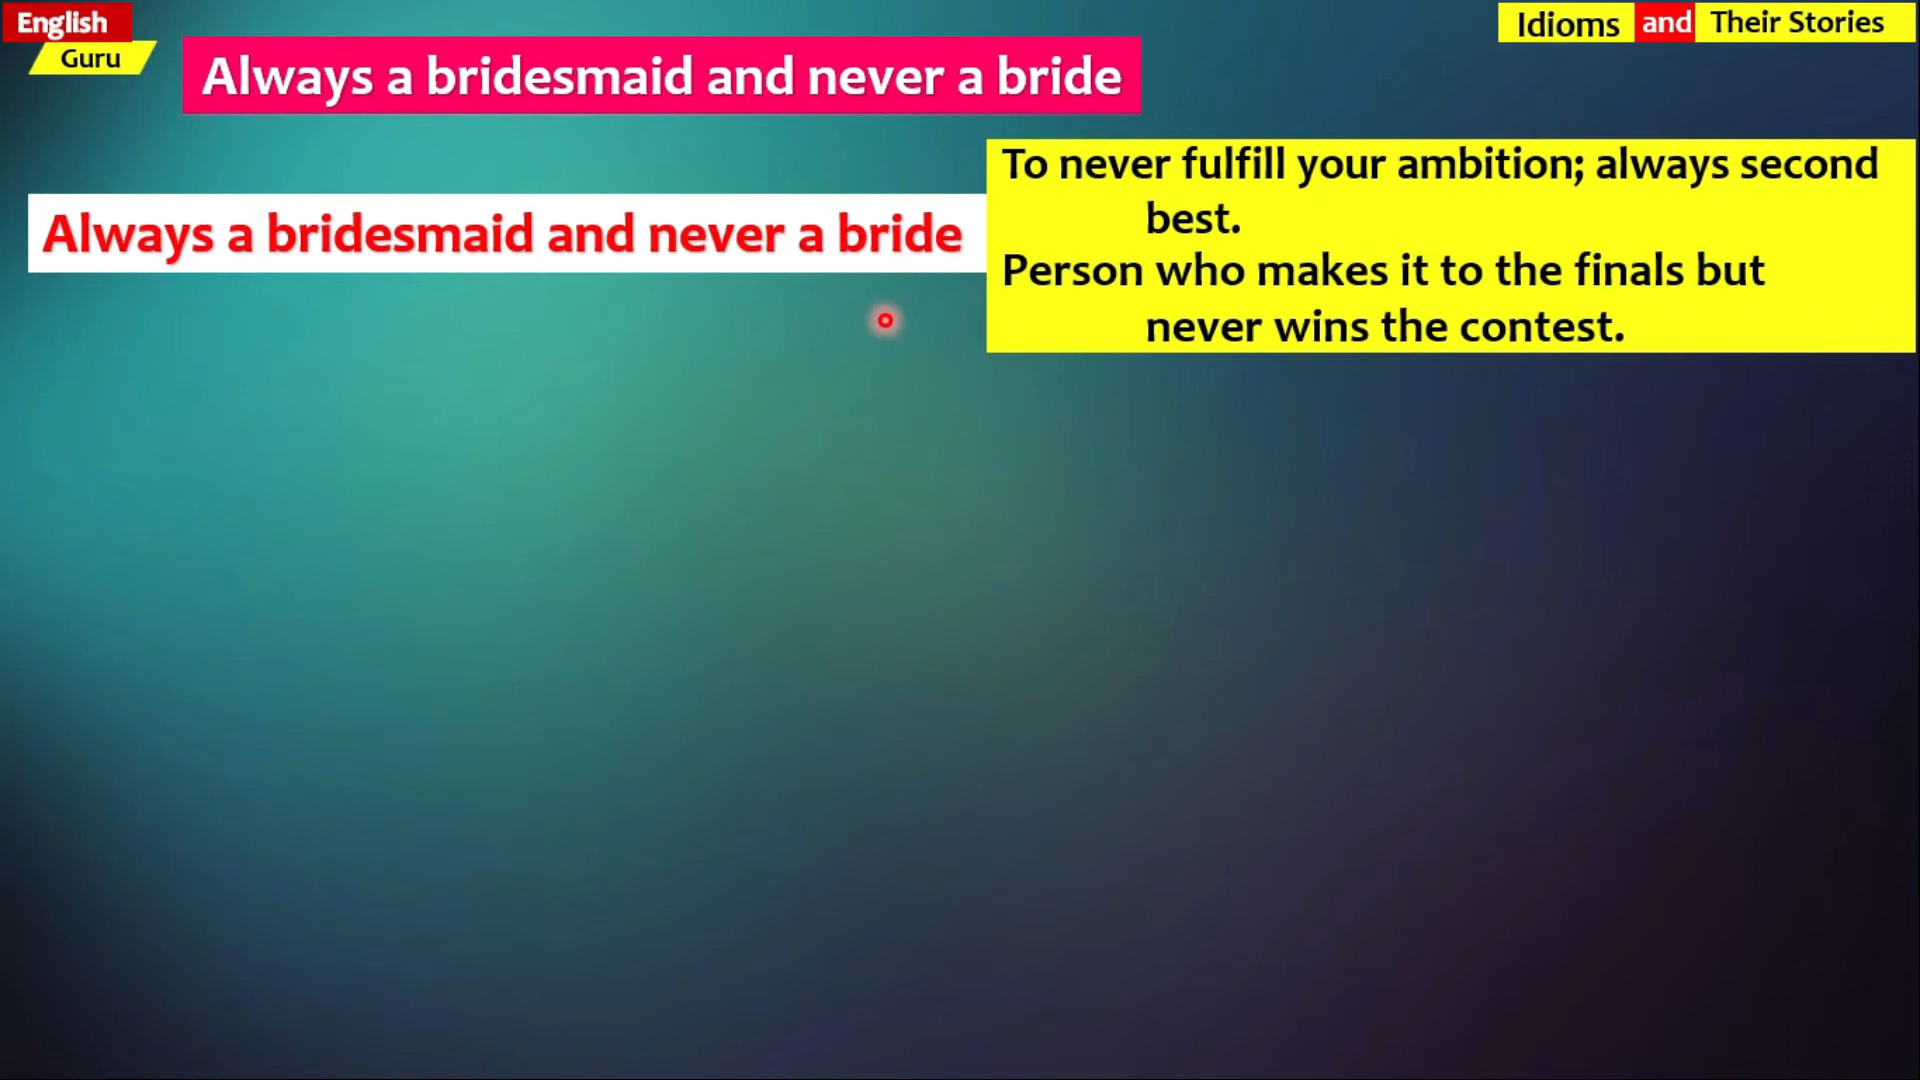 English
Guru
Idioms and Their Stories
Always a bridesmaid and never a bride
Always a bridesmaid and never a bride
To never fulfill your ambition; always second
best.
Person who makes it to the finals but
never wins the contest.